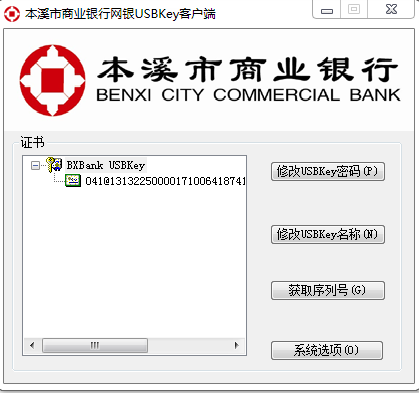 本溪市商业银行网银USBKey客户端
本溪市商业银行
BENXI CITY COMMERCIAL BANK
证书
BXBank USBKey
041@1313225000017100641874​1
修改USBKey密码(P)
修改USBKey名称(N)
获取序列号(G)
系统选项(O)